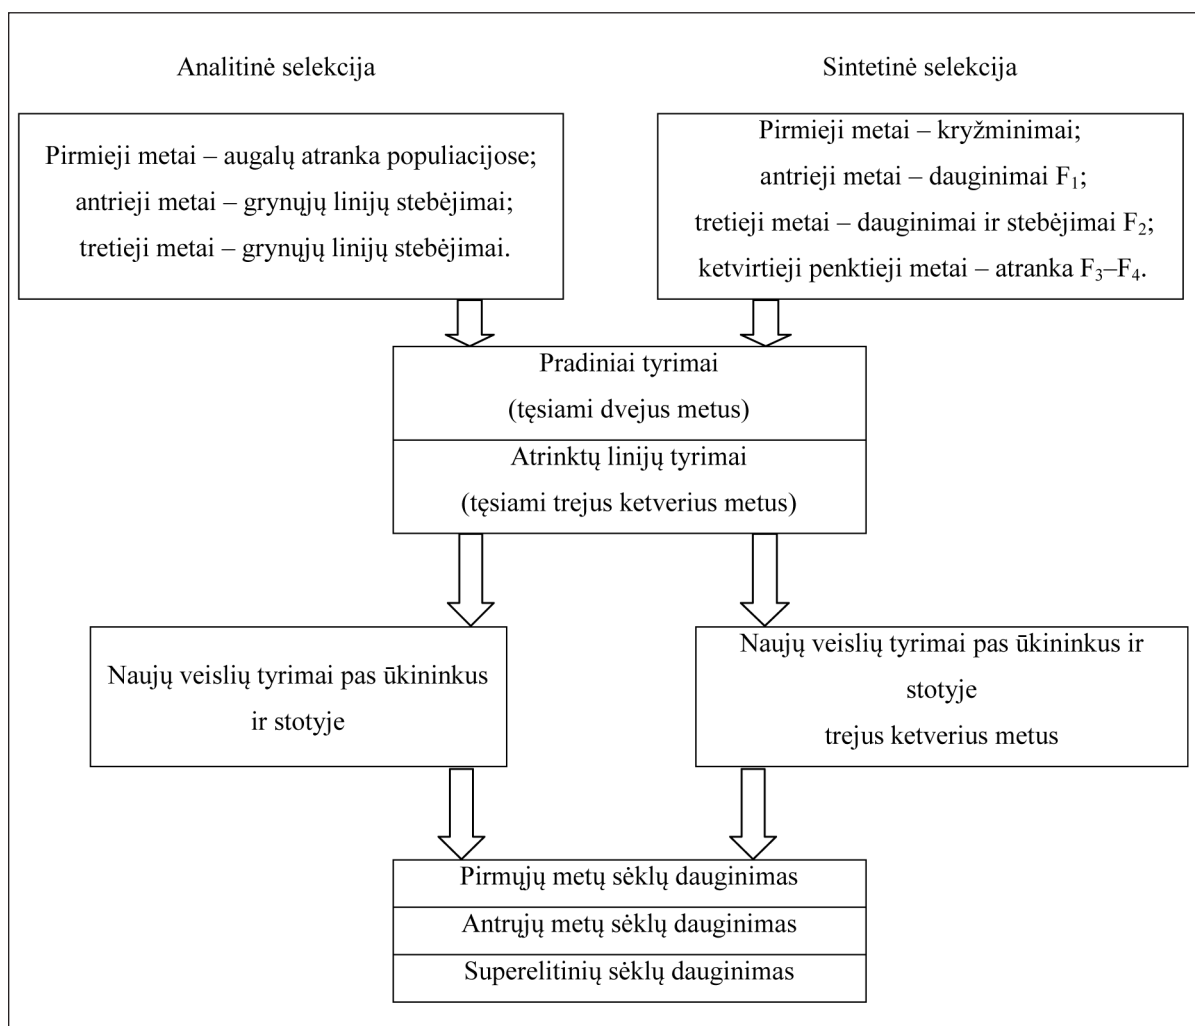 Analitinė selekcija
Sintetinė selekcija
Pirmieji metai – augalų atranka populiacijose;
antrieji metai – grynųjų linijų stebėjimai;
tretieji metai – grynųjų linijų stebėjimai.
Pirmieji metai – kryžminimai;
antrieji metai – dauginimai F₁;
tretieji metai – dauginimai ir stebėjimai F₂;
ketvirtieji penktieji metai – atranka F₃–F₄.
Pradiniai tyrimai
(tęsiami dvejus metus)
Atrinktų linijų tyrimai
(tęsiami trejus ketverius metus)
Naujų veislių tyrimai pas ūkininkus
ir stotyje
Naujų veislių tyrimai pas ūkininkus ir
stotyje
trejus ketverius metus
Pirmųjų metų sėklų dauginimas
Antrųjų metų sėklų dauginimas
Superelitinių sėklų dauginimas